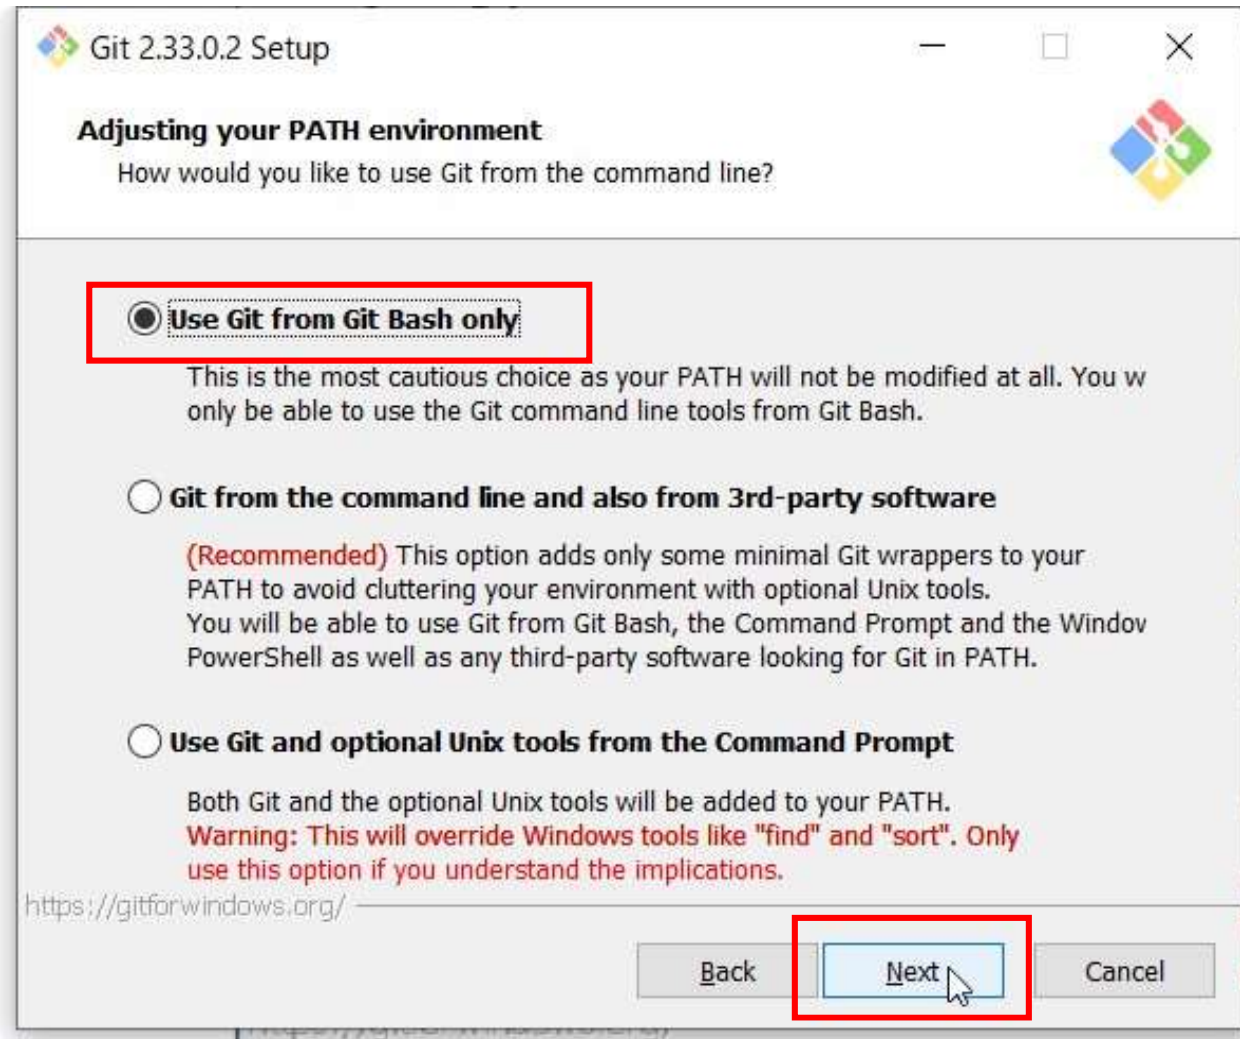 Git 2.33.0.2 Setup
Adjusting your PATH environment
How would you like to use Git from the command line?
Use Git from Git Bash only
This is the most cautious choice as your PATH will not be modified at all. You w
only be able to use the Git command line tools from Git Bash.
Git from the command line and also from 3rd-party software
(Recommended) This option adds only some minimal Git wrappers to your
PATH to avoid cluttering your environment with optional Unix tools.
You will be able to use Git from Git Bash, the Command Prompt and the Window
PowerShell as well as any third-party software looking for Git in PATH.
Use Git and optional Unix tools from the Command Prompt
Both Git and the optional Unix tools will be added to your PATH.
Warning: This will override Windows tools like "find" and "sort". Only
use this option if you understand the implications.
https://gitforwindows.org/
Back Next Cancel